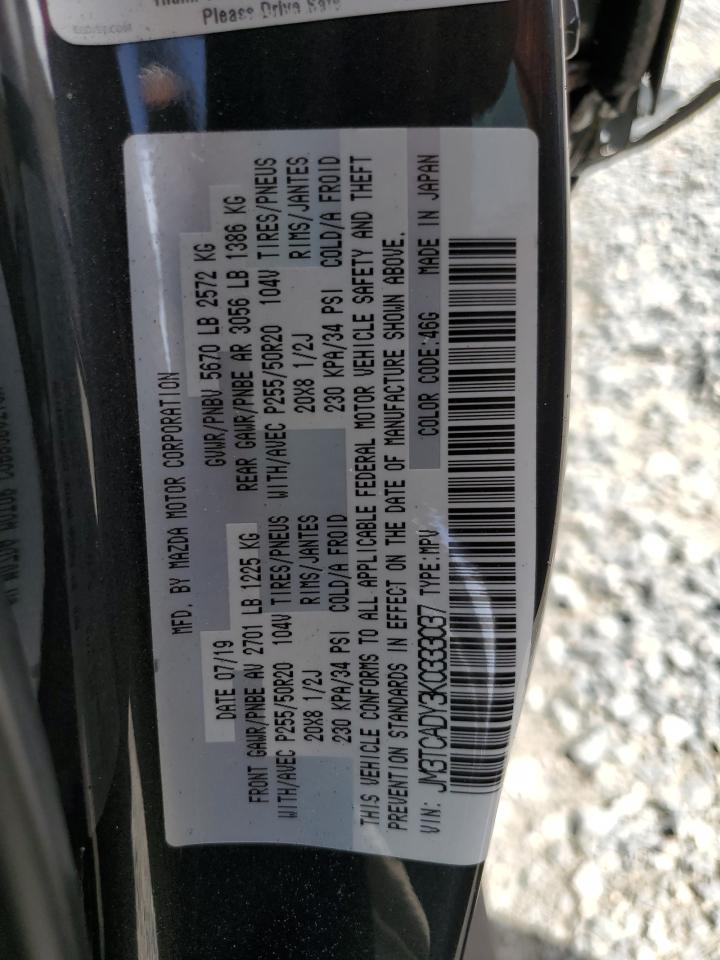 Please Drive Safe
MFD. BY MAZDA MOTOR CORPORATION
DATE 07/19 GVWR/PNBV 5670 LB 2572 KG
FRONT GAWR/PNBE AV 2701 LB 1225 KG REAR GAWR/PNBE AR 3056 LB 1386 KG
WITH/AVEC P255/50R20 104V TIRES/PNEUS WITH/AVEC P255/50R20 104V TIRES/PNEUS
20X8 1/2J RIMS/JANTES 20X8 1/2J RIMS/JANTES
230 KPA/34 PSI COLD/A FROID 230 KPA/34 PSI COLD/A FROID
THIS VEHICLE CONFORMS TO ALL APPLICABLE FEDERAL MOTOR VEHICLE SAFETY AND THEFT
PREVENTION STANDARDS IN EFFECT ON THE DATE OF MANUFACTURE SHOWN ABOVE.
VIN: JM3TCADY3K0333037 TYPE:MPV COLOR CODE:46G MADE IN JAPAN